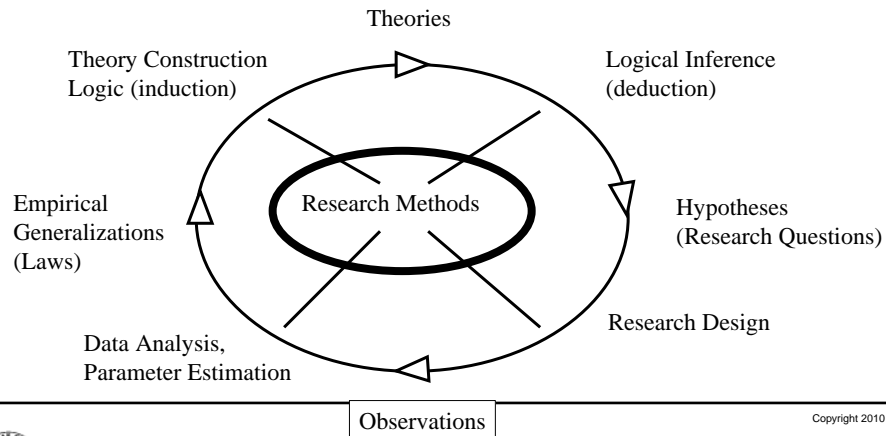 Theories
Theory Construction
Logic (induction)
Logical Inference
(deduction)
Research Methods
Empirical
Generalizations
(Laws)
Hypotheses
(Research Questions)
Research Design
Data Analysis,
Parameter Estimation
Observations
Copyright 2010